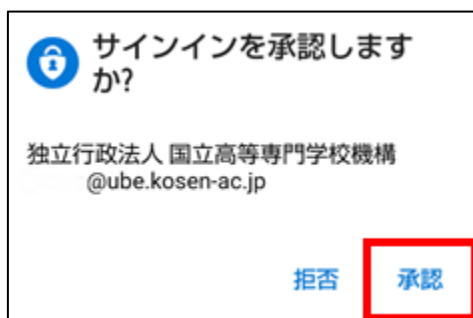 サインインを承認します
か?
独立行政法人 国立高等専門学校機構
@ube.kosen-ac.jp
拒否 承認